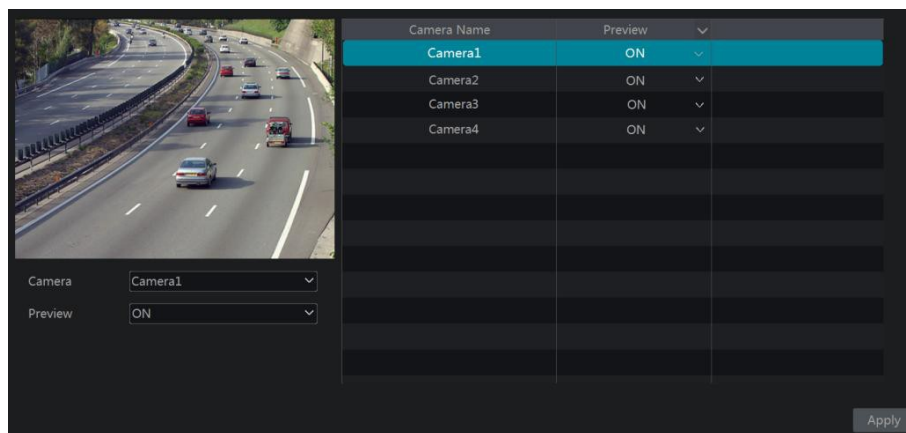 Camera Name Preview
Camera1 ON
Camera2 ON
Camera3 ON
Camera4 ON
Camera Camera1
Preview ON
Apply